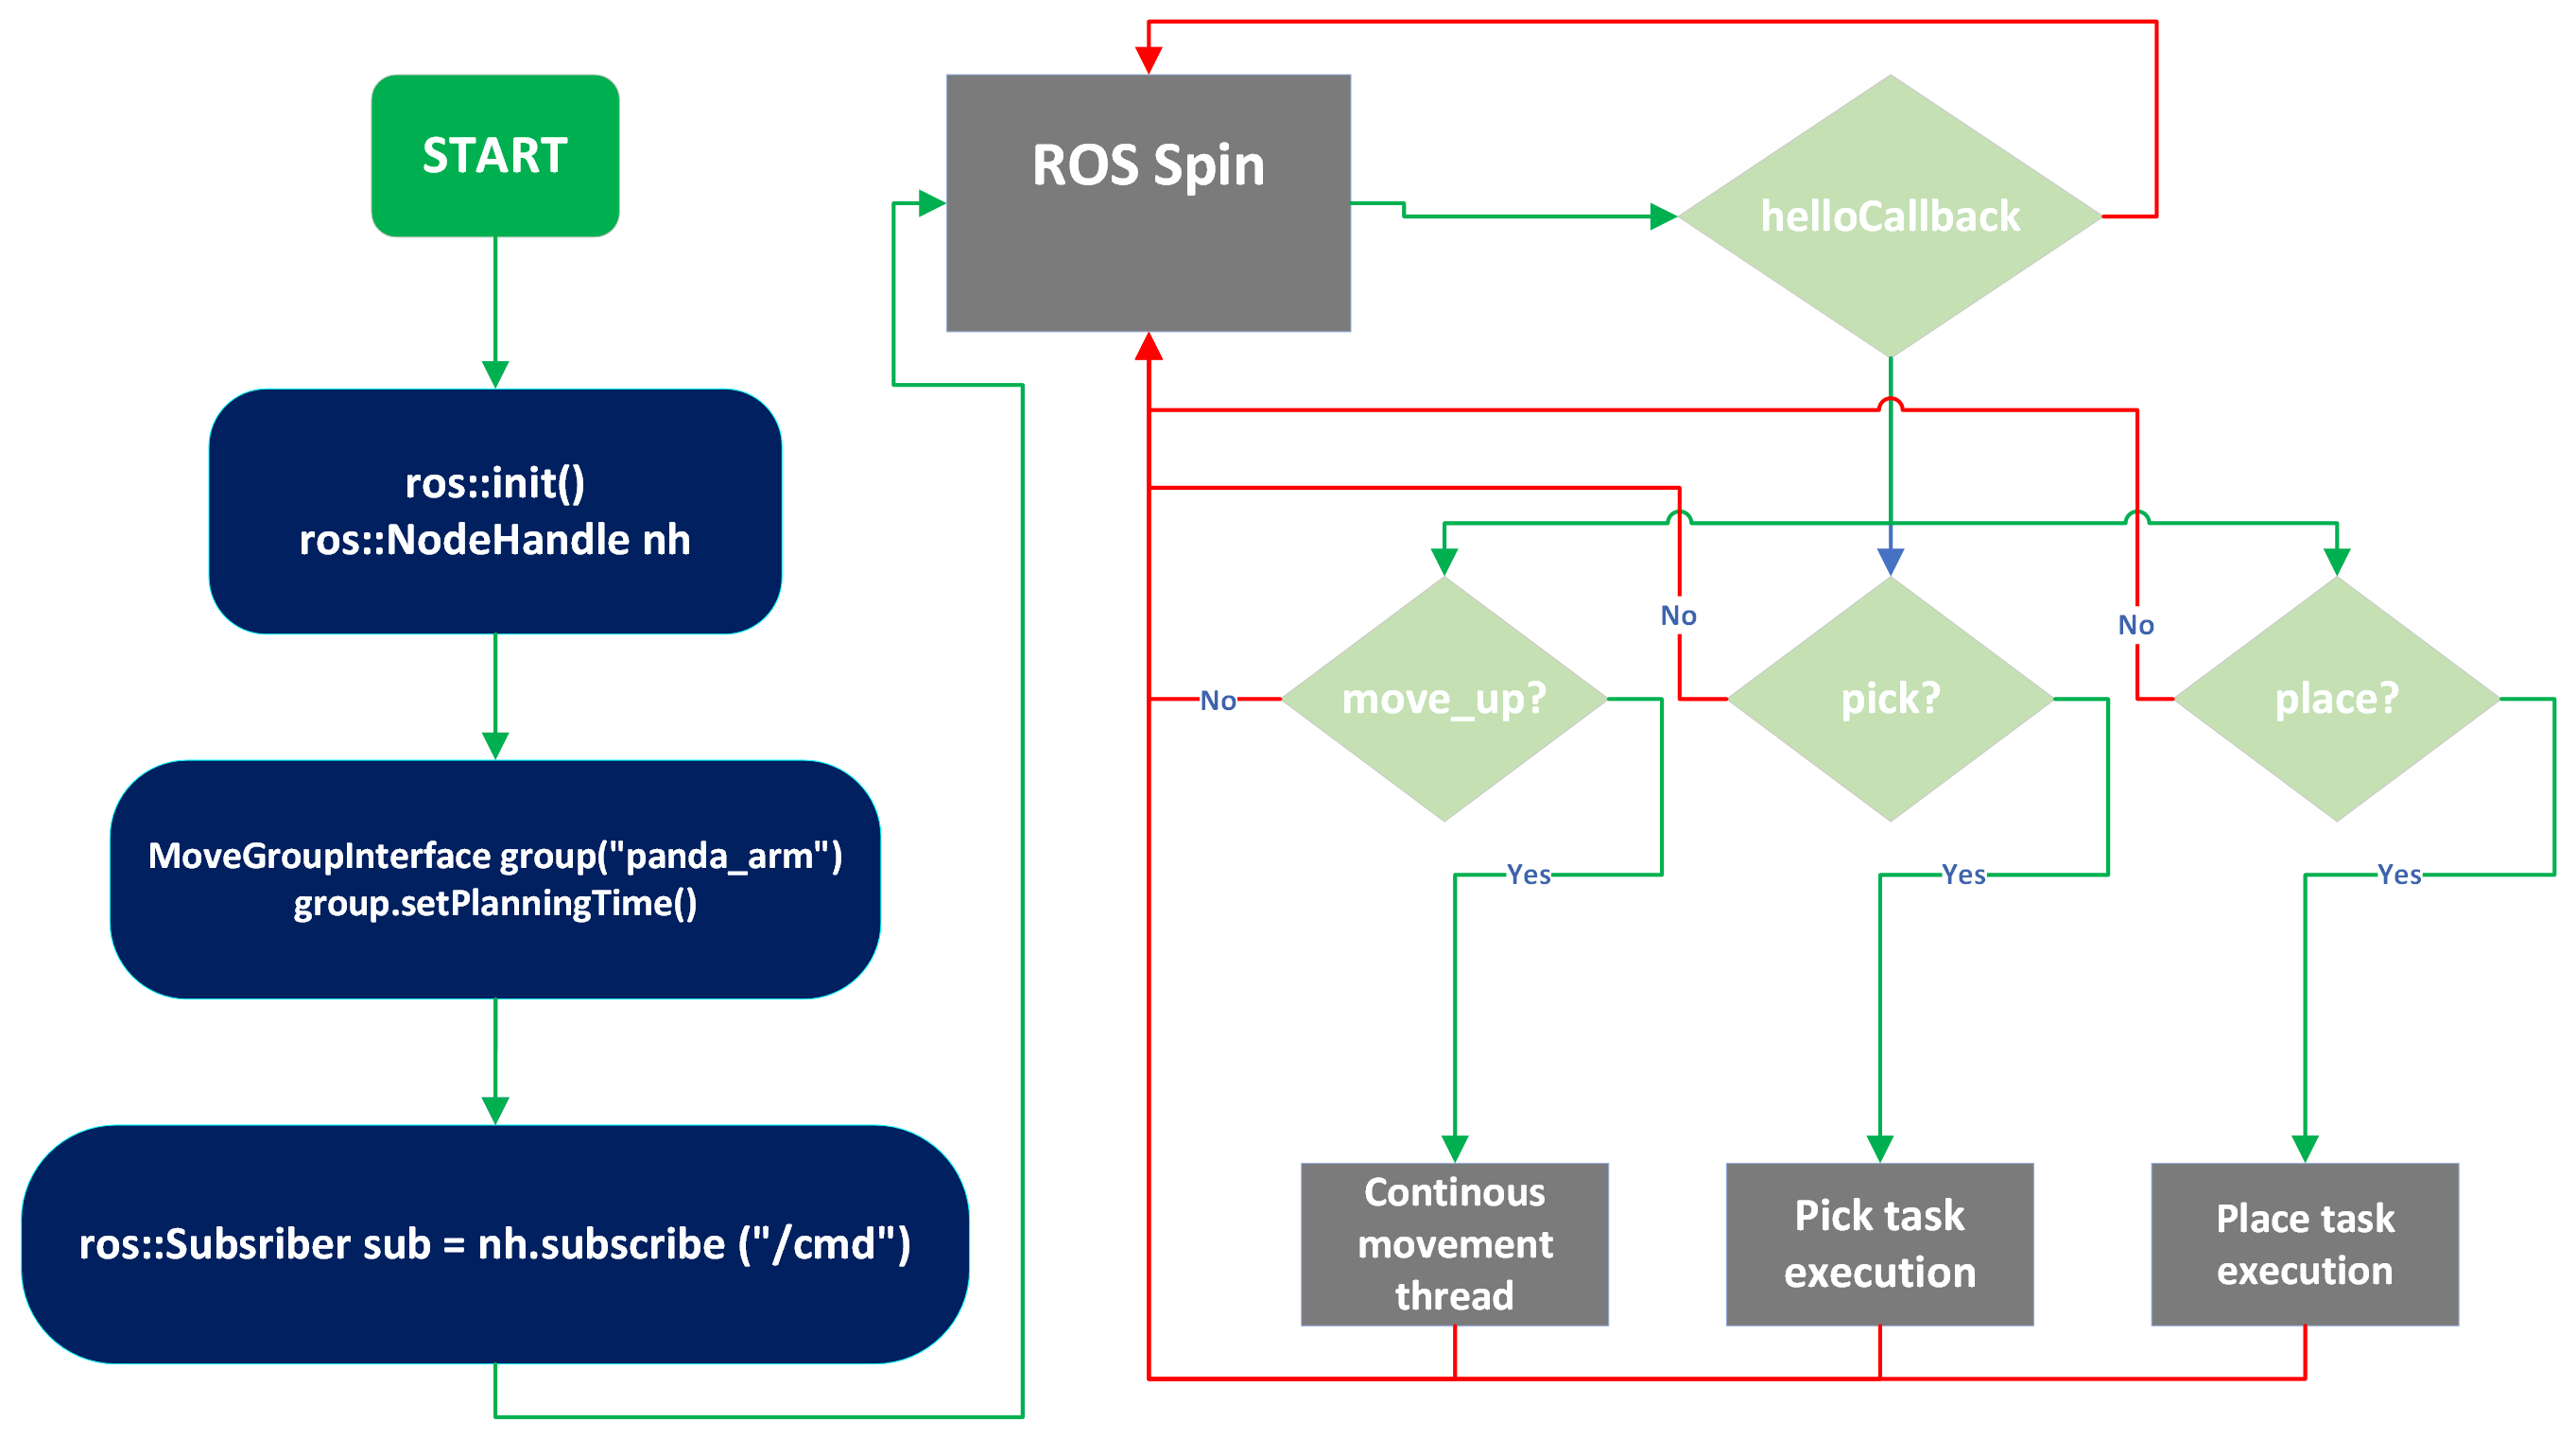 START
ros::init()
ros::NodeHandle nh
MoveGroupInterface group("panda_arm")
group.setPlanningTime()
ros::Subsriber sub = nh.subscribe ("/cmd")
ROS Spin
helloCallback
No
move_up?
No
pick?
No
place?
Yes
Yes
Yes
Continous
movement
thread
Pick task
execution
Place task
execution